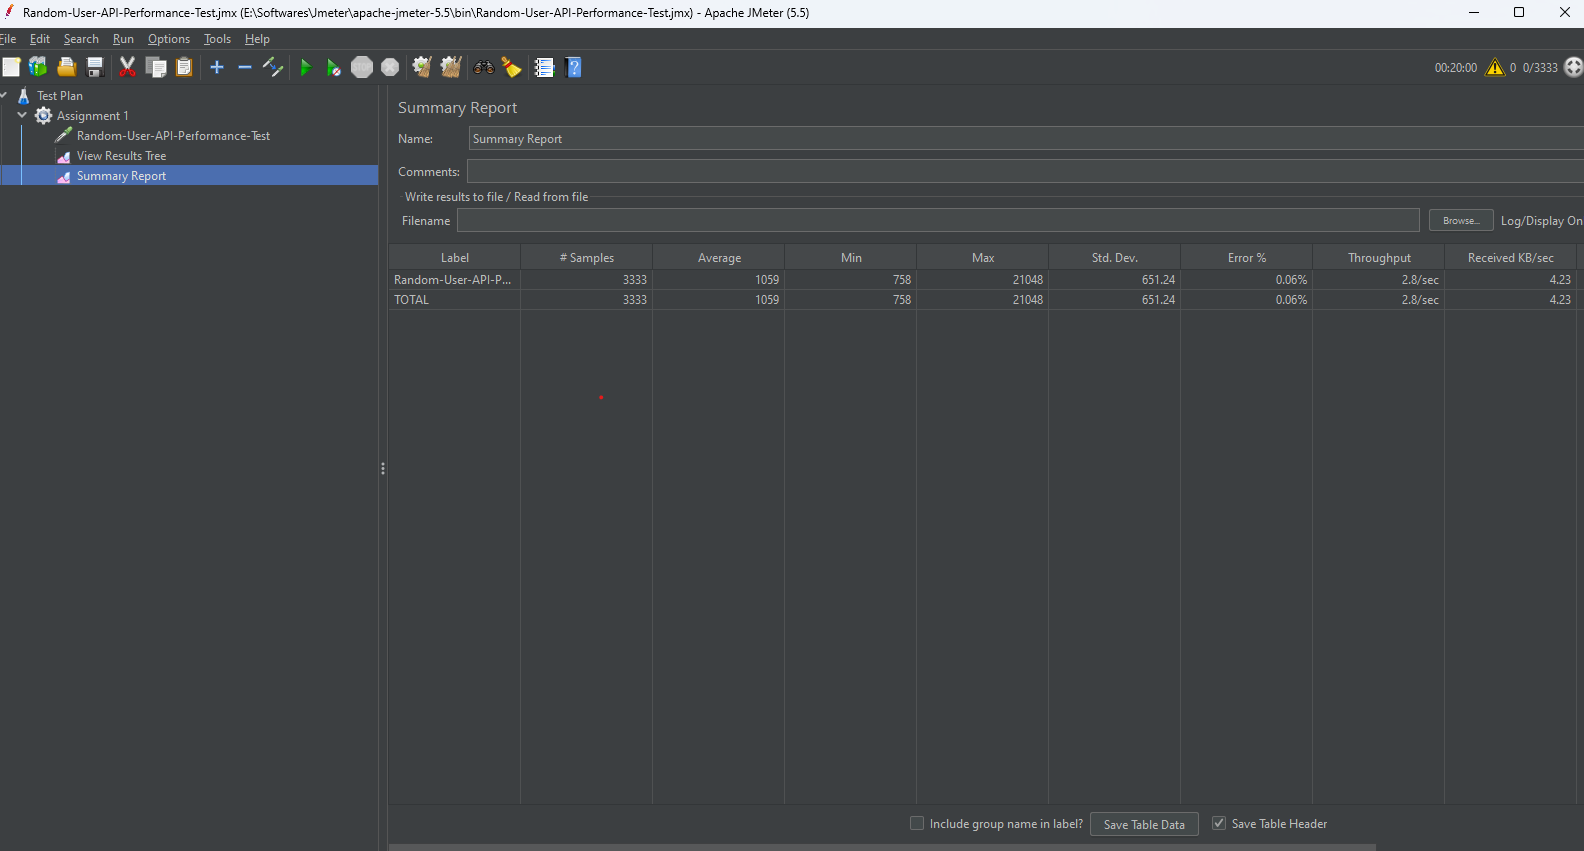 Random-User-API-Performance-Test.jmx (E:\Softwares\Jmeter\apache-jmeter-5.5\bin\Random-User-API-Performance-Test.jmx) - Apache JMeter (5.5)
File Edit Search Run Options Tools Help
STOP ? 00:20:00 0 0/3333
Test Plan
Assignment 1
Random-User-API-Performance-Test
View Results Tree
Summary Report
Summary Report
Name: Summary Report
Comments:
Write results to file / Read from file
Filename Browse... Log/Display On
Label # Samples Average Min Max Std. Dev. Error % Throughput Received KB/sec
Random-User-API-P... 3333 1059 758 21048 651.24 0.06% 2.8/sec 4.23
TOTAL 3333 1059 758 21048 651.24 0.06% 2.8/sec 4.23
Include group name in label? Save Table Data Save Table Header